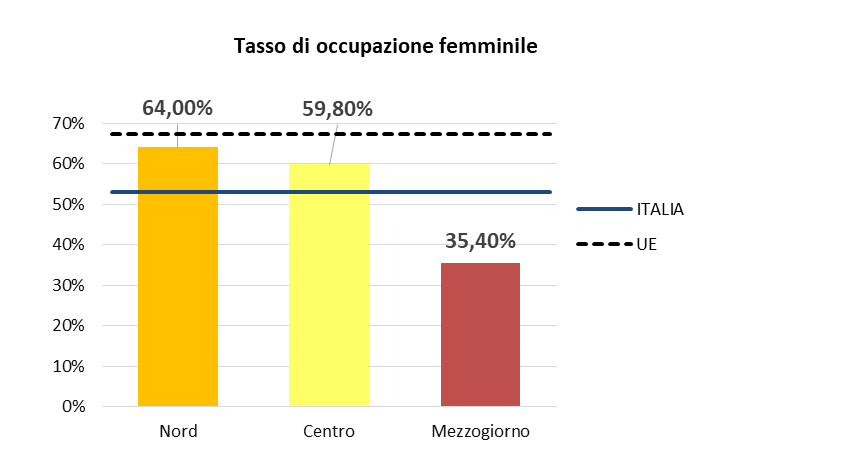 Tasso di occupazione femminile
64,00%
59,80%
70%
60%
50%
40%
30%
20%
10%
0%
35,40%
ITALIA
UE
Nord
Centro
Mezzogiorno